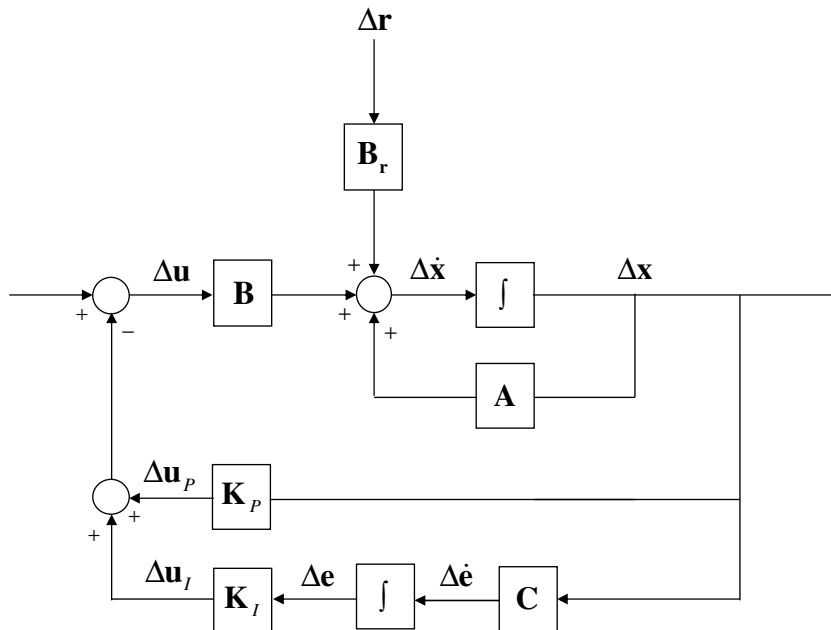 Δr
B_r
+
Δu
B
+
Δẋ
∫
Δx
+
+
−
+
A
Δu_P
K_P
+
+
Δu_I
K_I
Δe
∫
Δė
C